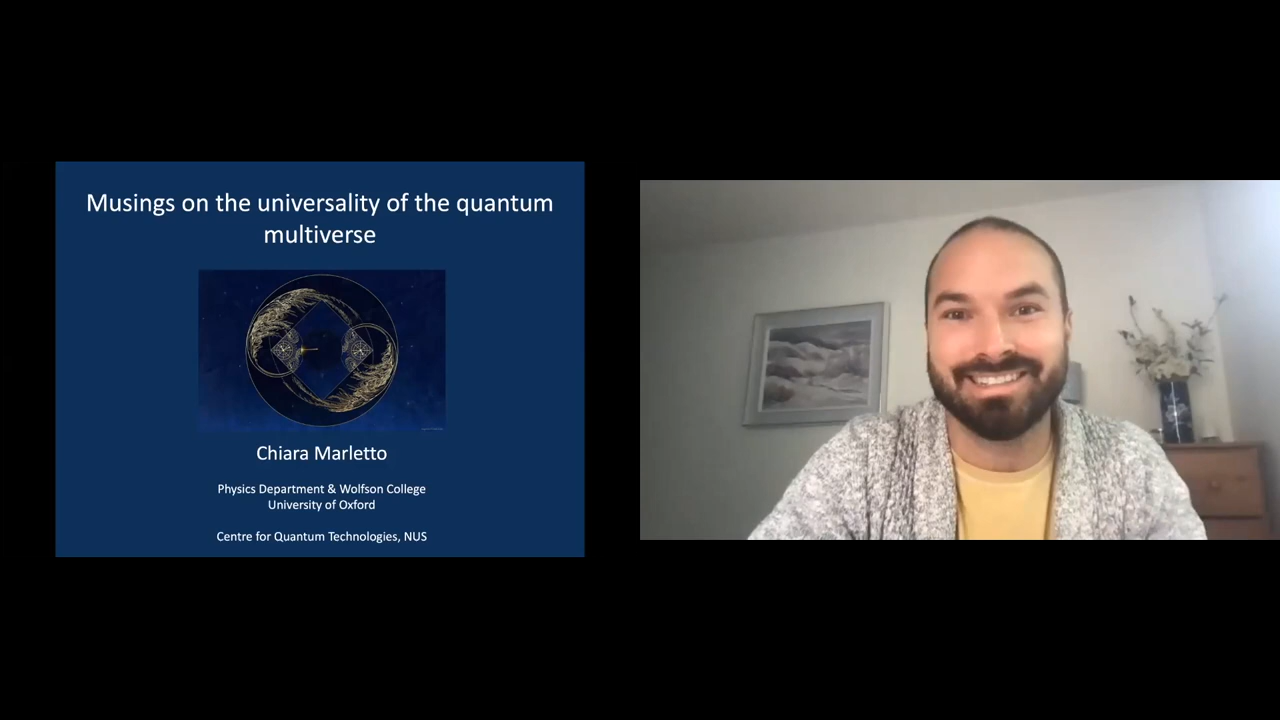 Musings on the universality of the quantum
multiverse
Chiara Marletto
Physics Department & Wolfson College
University of Oxford
Centre for Quantum Technologies, NUS